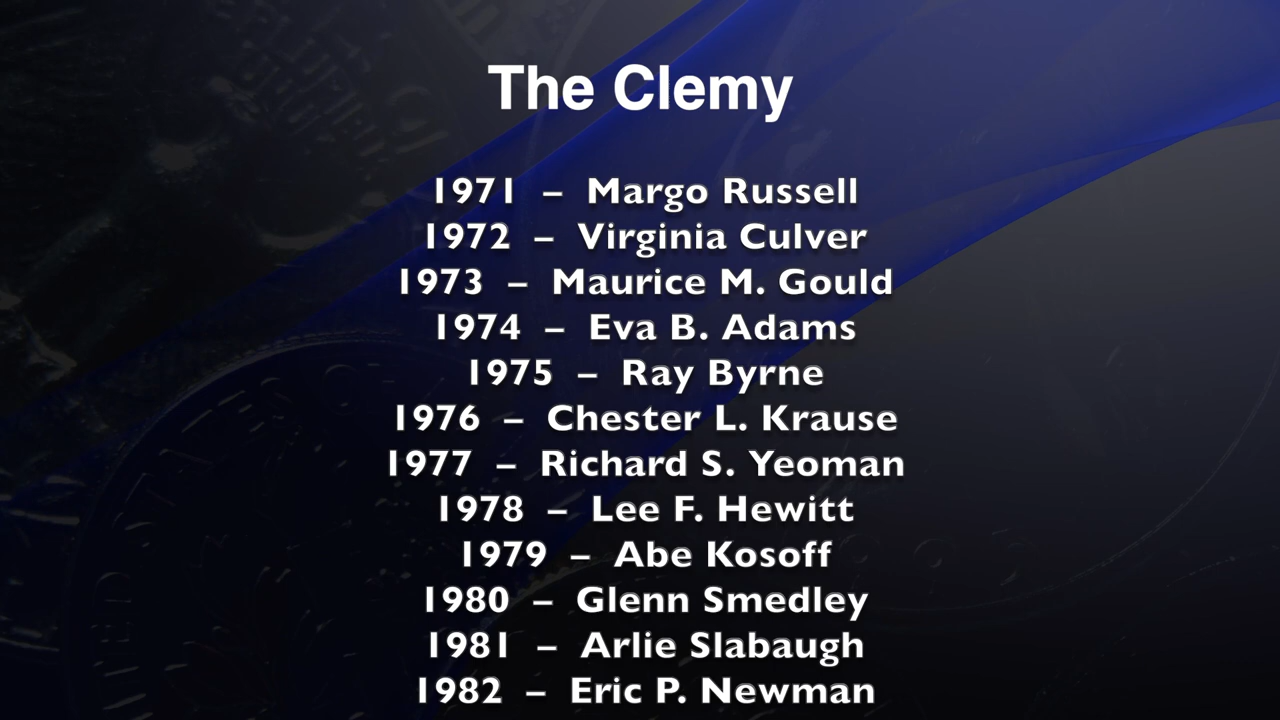 The Clemy
1971 – Margo Russell
1972 – Virginia Culver
1973 – Maurice M. Gould
1974 – Eva B. Adams
1975 – Ray Byrne
1976 – Chester L. Krause
1977 – Richard S. Yeoman
1978 – Lee F. Hewitt
1979 – Abe Kosoff
1980 – Glenn Smedley
1981 – Arlie Slabaugh
1982 – Eric P. Newman